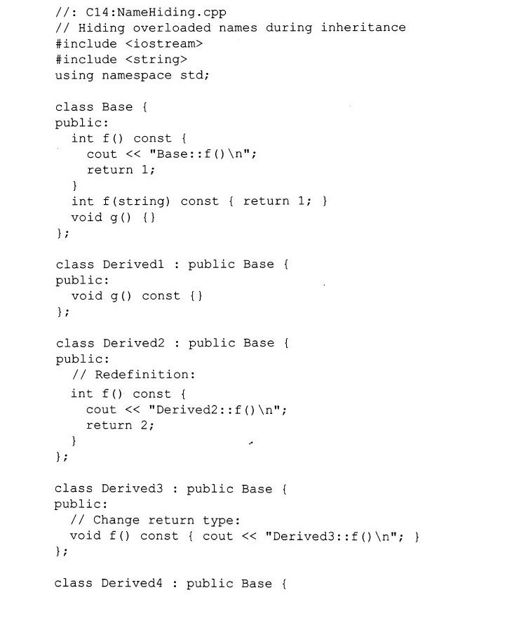 //: C14:NameHiding.cpp
// Hiding overloaded names during inheritance
#include <iostream>
#include <string>
using namespace std;

class Base {
public:
  int f() const {
    cout << "Base::f()\n";
    return 1;
  }
  int f(string) const { return 1; }
  void g() {}
};

class Derived1 : public Base {
public:
  void g() const {}
};

class Derived2 : public Base {
public:
  // Redefinition:
  int f() const {
    cout << "Derived2::f()\n";
    return 2;
  }
};

class Derived3 : public Base {
public:
  // Change return type:
  void f() const { cout << "Derived3::f()\n"; }
};

class Derived4 : public Base {